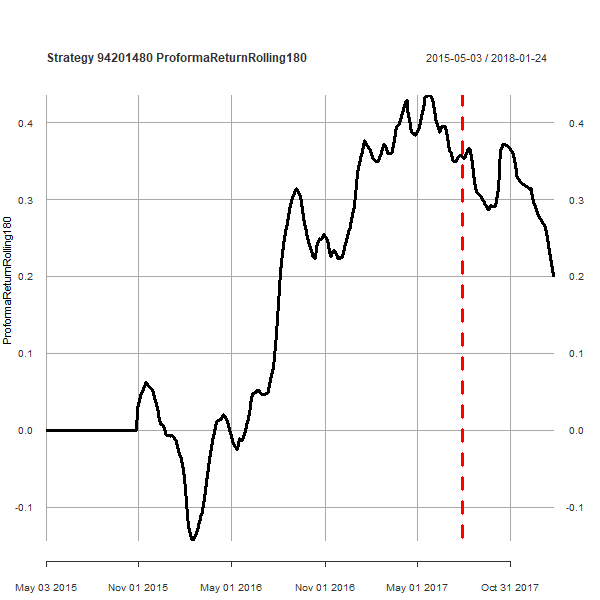 Strategy 94201480 ProformaReturnRolling180
2015-05-03 / 2018-01-24
ProformaReturnRolling180
0.4
0.4
0.3
0.3
0.2
0.2
0.1
0.1
0.0
0.0
-0.1
-0.1
May 03 2015
Nov 01 2015
May 01 2016
Nov 01 2016
May 01 2017
Oct 31 2017